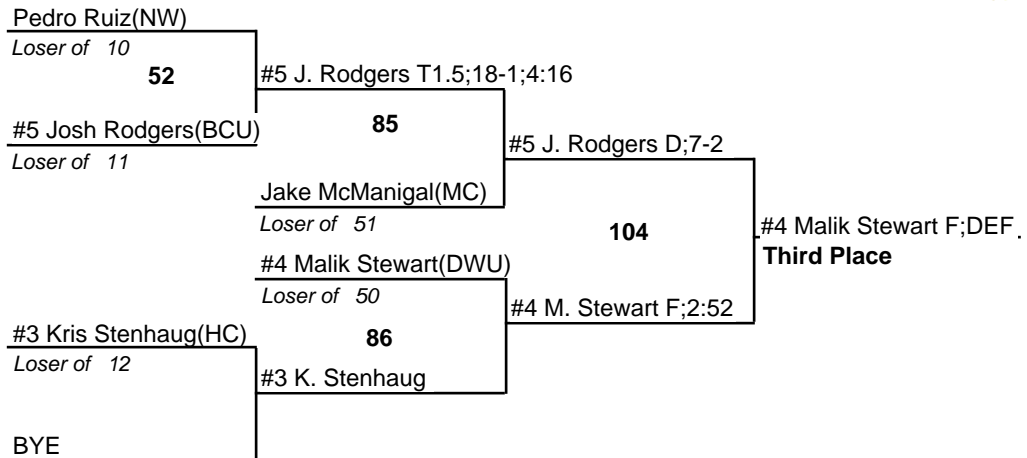 Pedro Ruiz(NW)
Loser of 10
52
#5 J. Rodgers T1.5;18-1;4:16
#5 Josh Rodgers(BCU)
85
Loser of 11
#5 J. Rodgers D;7-2
Jake McManigal(MC)
Loser of 51
104
#4 Malik Stewart F;DEF
Third Place
#4 Malik Stewart(DWU)
Loser of 50
#4 M. Stewart F;2:52
#3 Kris Stenhaug(HC)
86
Loser of 12
#3 K. Stenhaug
BYE